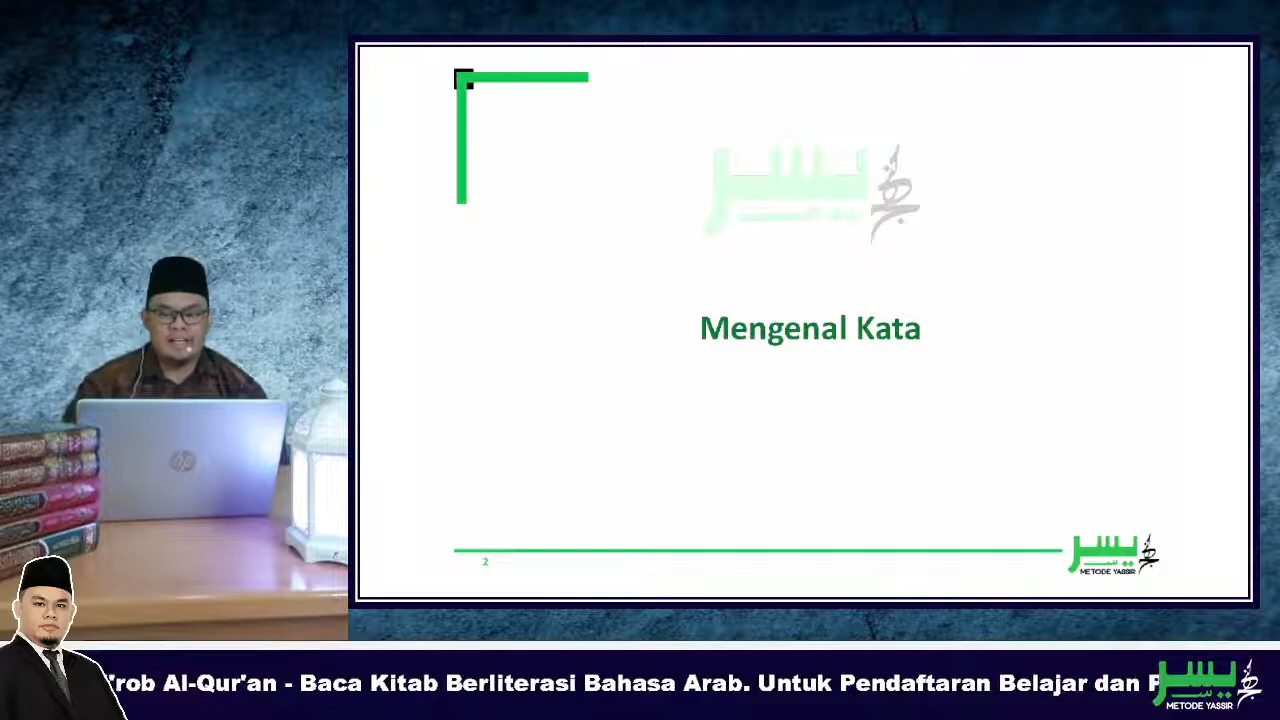 يسر
Mengenal Kata
2
يسر
METODE YASSIR
'rob Al-Qur'an - Baca Kitab Berliterasi Bahasa Arab. Untuk Pendaftaran Belajar dan
يسر
METODE YASSIR
hp